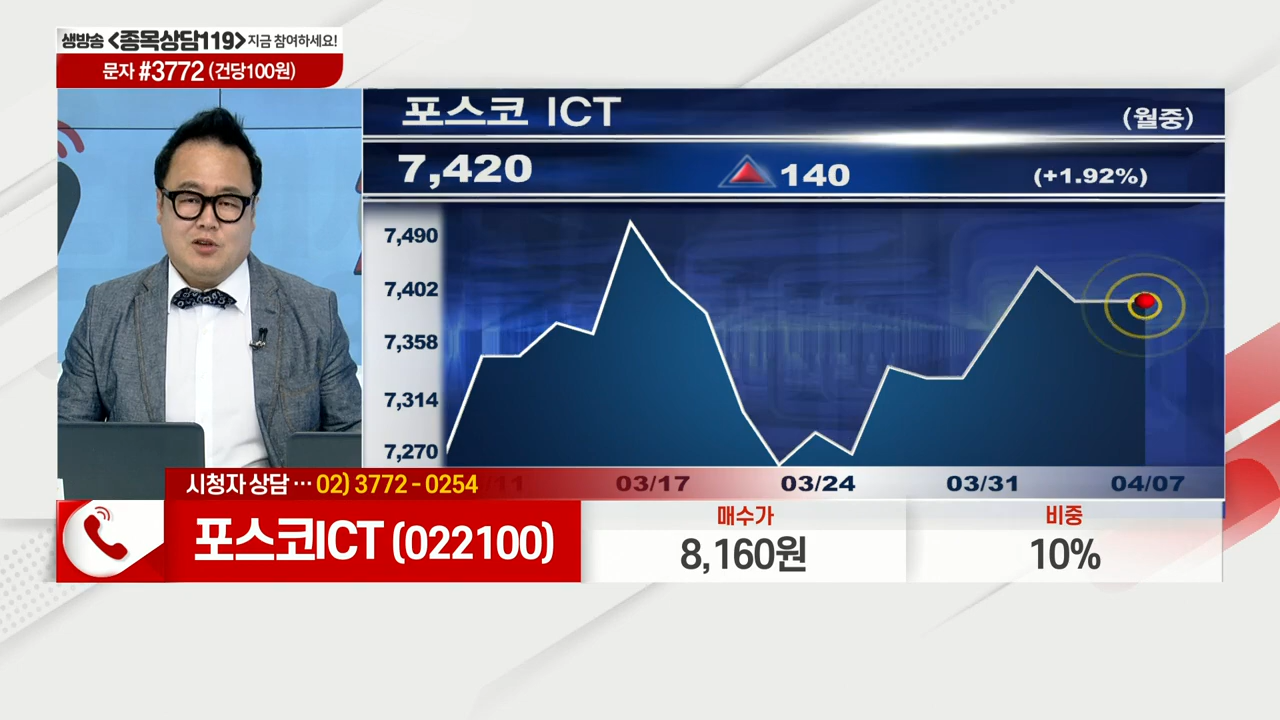 생방송 <종목상담119> 지금 참여하세요!
문자 #3772 (건당100원)
포스코 ICT (월중)
7,420 140 (+1.92%)
7,490
7,402
7,358
7,314
7,270
03/17 03/24 03/31 04/07
시청자 상담 … 02) 3772 - 0254
포스코ICT (022100)
매수가 비중
8,160원 10%